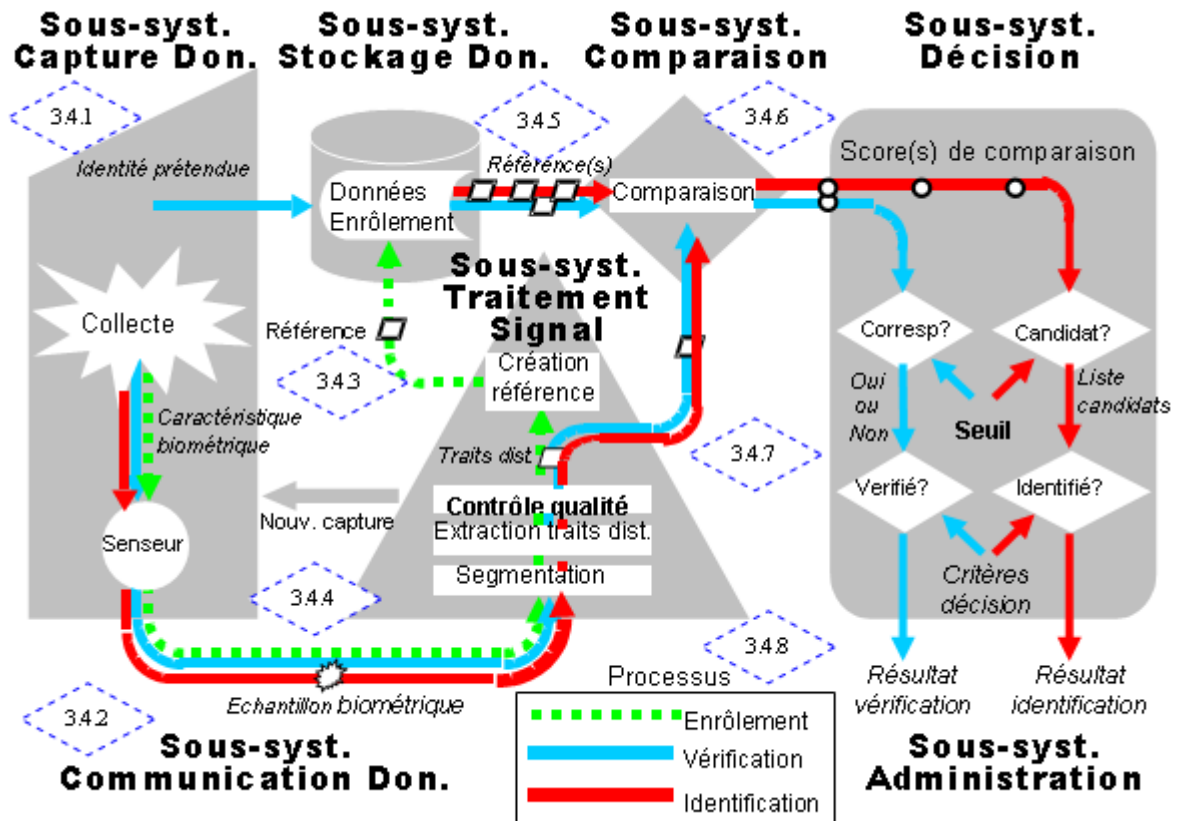 Sous-syst.
Capture Don.
Sous-syst.
Stockage Don.
Sous-syst.
Comparaison
Sous-syst.
Décision
3.4.1
3.4.5
3.4.6
Identité prétendue
Référence(s)
Score(s) de comparaison
Données
Enrôlement
Comparaison
Sous-syst.
Traitement
Signal
Collecte
Référence
Corresp?
Candidat?
Création
référence
3.4.3
Oui
ou
Non
Liste
candidats
Caractéristique
biométrique
Seuil
Traits dist.
3.4.7
Contrôle qualité
Verifié?
Identifié?
Nouv. capture
Extraction traits dist.
Senseur
Segmentation
Critères
décision
3.4.4
3.4.8
Processus
Résultat
vérification
Résultat
identification
Echantillon biométrique
3.4.2
Enrôlement
Vérification
Identification
Sous-syst.
Communication Don.
Sous-syst.
Administration